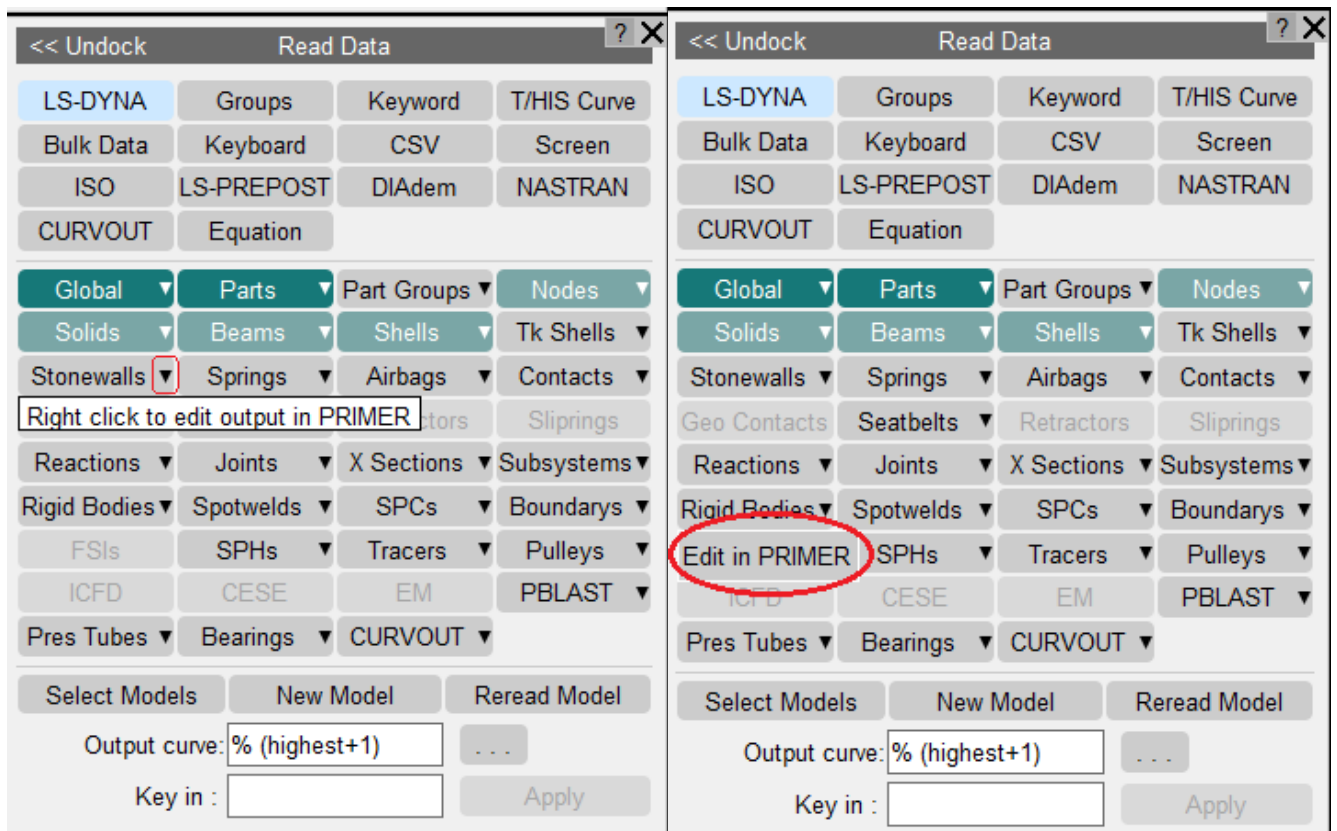 << Undock Read Data ? X
LS-DYNA Groups Keyword T/HIS Curve
Bulk Data Keyboard CSV Screen
ISO LS-PREPOST DIAdem NASTRAN
CURVOUT Equation
Global Parts Part Groups Nodes
Solids Beams Shells Tk Shells
Stonewalls Springs Airbags Contacts
Right click to edit output in PRIMER ctors Sliprings
Reactions Joints X Sections Subsystems
Rigid Bodies Spotwelds SPCs Boundarys
FSIs SPHs Tracers Pulleys
ICFD CESE EM PBLAST
Pres Tubes Bearings CURVOUT
Select Models New Model Reread Model
Output curve: % (highest+1) . . .
Key in : Apply
<< Undock Read Data ? X
LS-DYNA Groups Keyword T/HIS Curve
Bulk Data Keyboard CSV Screen
ISO LS-PREPOST DIAdem NASTRAN
CURVOUT Equation
Global Parts Part Groups Nodes
Solids Beams Shells Tk Shells
Stonewalls Springs Airbags Contacts
Geo Contacts Seatbelts Retractors Sliprings
Reactions Joints X Sections Subsystems
Rigid Bodies Spotwelds SPCs Boundarys
Edit in PRIMER SPHs Tracers Pulleys
ICFD CESE EM PBLAST
Pres Tubes Bearings CURVOUT
Select Models New Model Reread Model
Output curve: % (highest+1) . . .
Key in : Apply